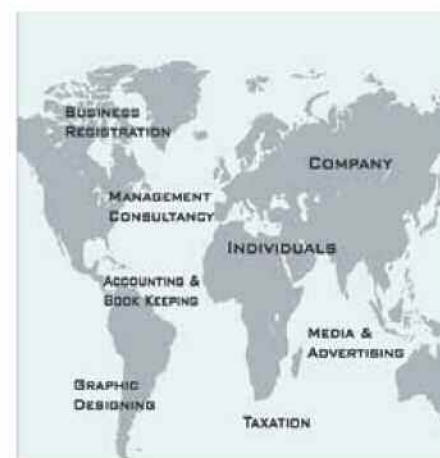 BUSINESS
REGISTRATION
COMPANY
MANAGEMENT
CONSULTANCY
INDIVIDUALS
ACCOUNTING &
BOOK KEEPING
MEDIA &
ADVERTISING
GRAPHIC
DESIGNING
TAXATION